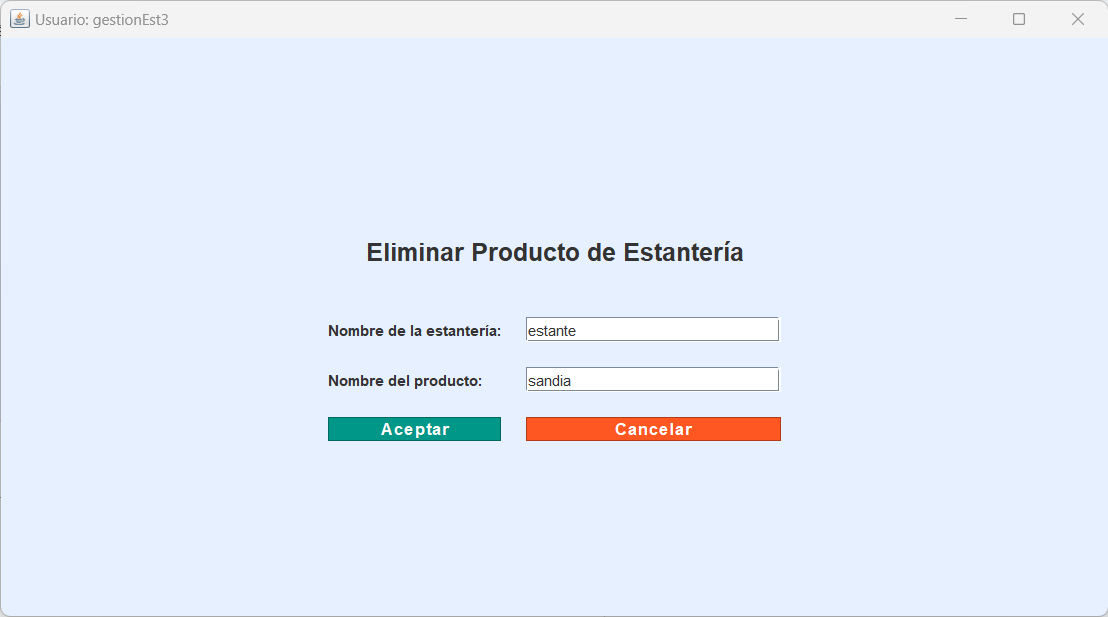 Usuario: gestionEst3
Eliminar Producto de Estantería
Nombre de la estantería: estante
Nombre del producto: sandia
Aceptar Cancelar